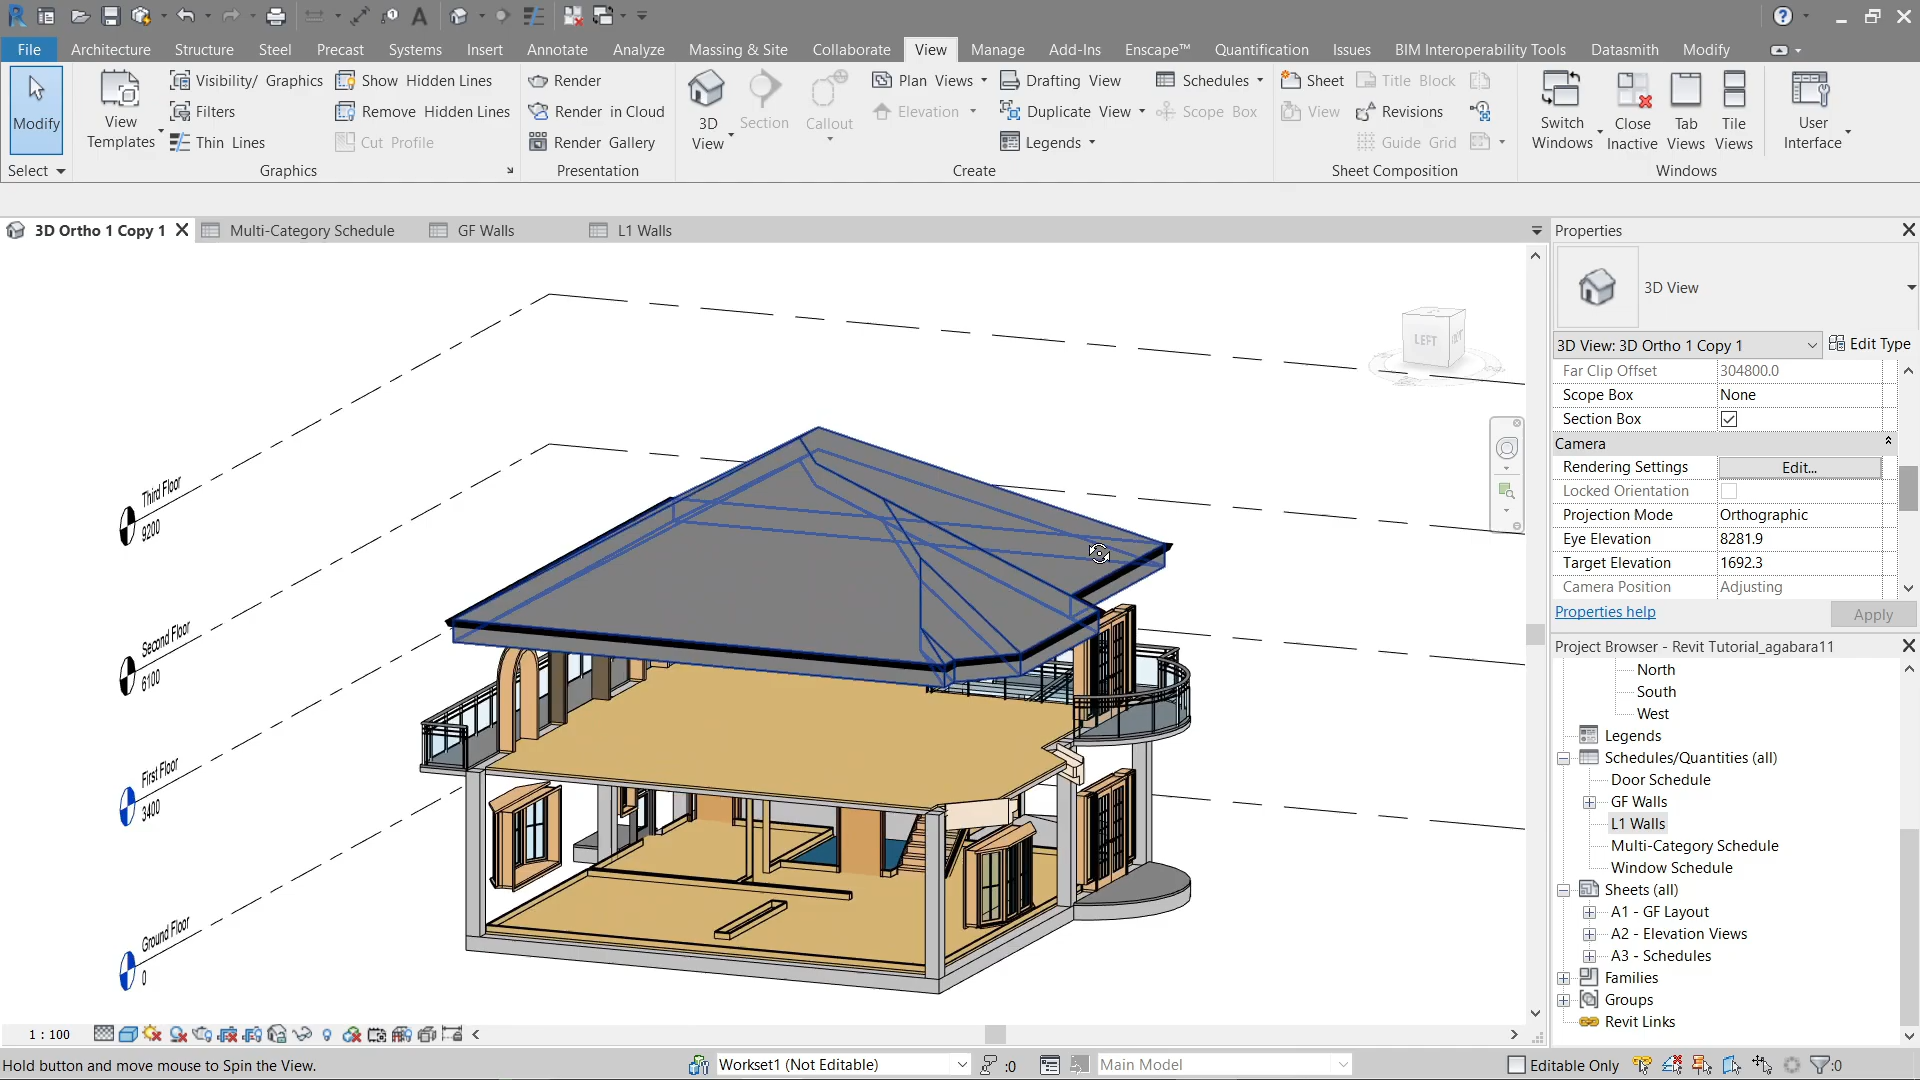 File Architecture Structure Steel Precast Systems Insert Annotate Analyze Massing & Site Collaborate View Manage Add-Ins Enscape™ Quantification Issues BIM Interoperability Tools Datasmith Modify
Modify
Select
View Templates
Visibility/ Graphics
Filters
Thin Lines
Show Hidden Lines
Remove Hidden Lines
Cut Profile
Graphics
Render
Render in Cloud
Render Gallery
Presentation
3D View
Section
Callout
Plan Views
Elevation
Drafting View
Duplicate View
Legends
Schedules
Scope Box
Create
Sheet
View
Title Block
Revisions
Guide Grid
Sheet Composition
Switch Windows
Close Inactive
Tab Views
Tile Views
Windows
User Interface
3D Ortho 1 Copy 1
Multi-Category Schedule
GF Walls
L1 Walls
LEFT
Third Floor
9200
Second Floor
6100
First Floor
3400
Ground Floor
0
Properties
3D View
3D View: 3D Ortho 1 Copy 1
Edit Type
Far Clip Offset 304800.0
Scope Box None
Section Box
Camera
Rendering Settings Edit...
Locked Orientation
Projection Mode Orthographic
Eye Elevation 8281.9
Target Elevation 1692.3
Camera Position Adjusting
Properties help
Apply
Project Browser - Revit Tutorial_agabara11
North
South
West
Legends
Schedules/Quantities (all)
Door Schedule
GF Walls
L1 Walls
Multi-Category Schedule
Window Schedule
Sheets (all)
A1 - GF Layout
A2 - Elevation Views
A3 - Schedules
Families
Groups
Revit Links
1 : 100
Hold button and move mouse to Spin the View.
Workset1 (Not Editable)
:0
Main Model
Editable Only
:0